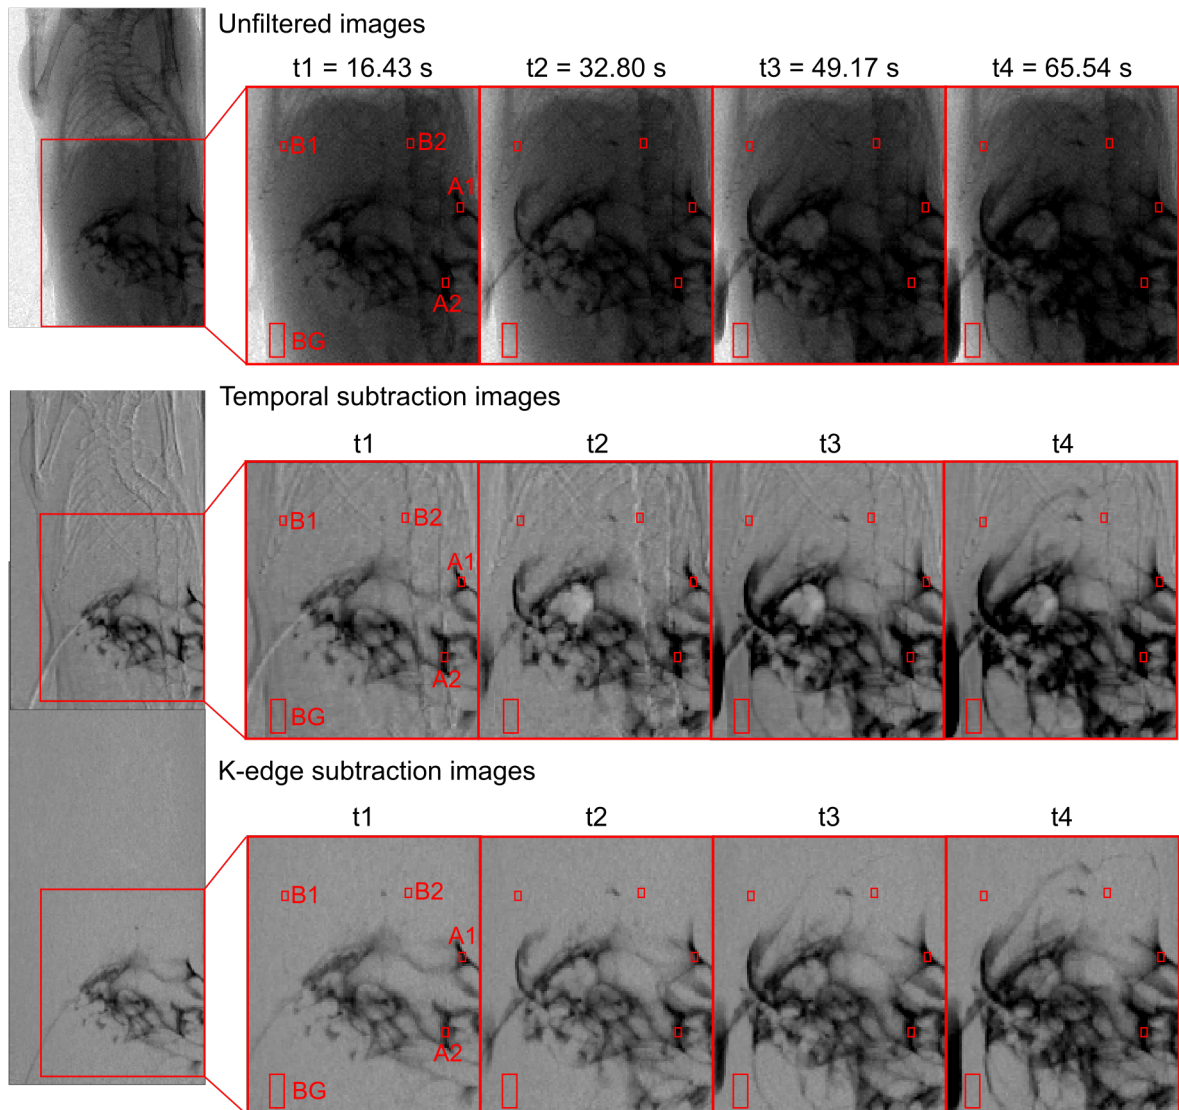 Unfiltered images
t1 = 16.43 s
t2 = 32.80 s
t3 = 49.17 s
t4 = 65.54 s
B1
B2
A1
A2
BG
Temporal subtraction images
t1
t2
t3
t4
B1
B2
A1
A2
BG
K-edge subtraction images
t1
t2
t3
t4
B1
B2
A1
A2
BG